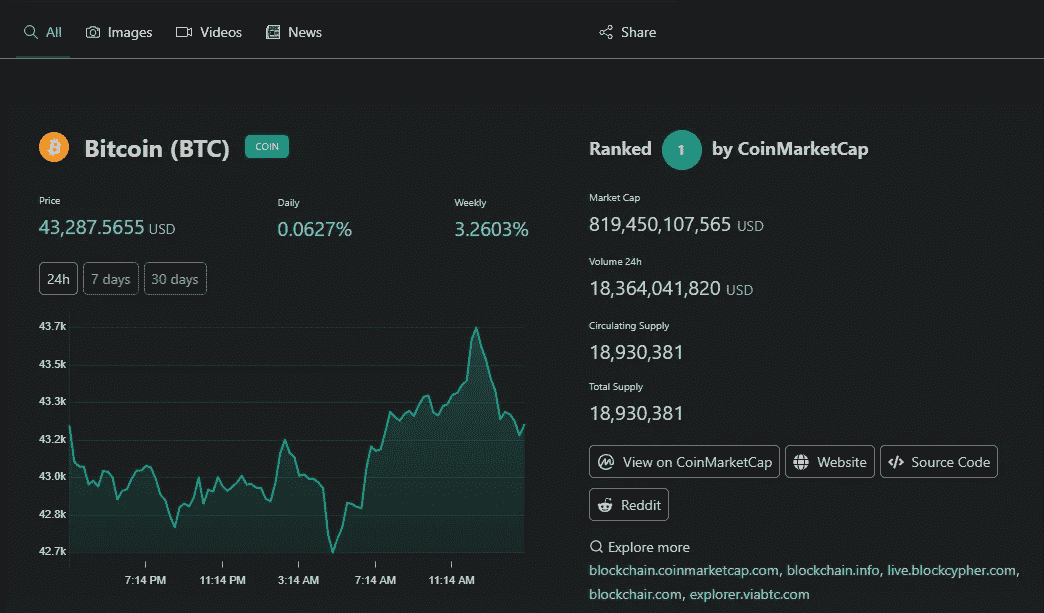 All Images Videos News Share
Bitcoin (BTC) COIN
Price Daily Weekly
43,287.5655 USD 0.0627% 3.2603%
24h 7 days 30 days
43.7k
43.5k
43.3k
43.2k
43.0k
42.8k
42.7k
7:14 PM 11:14 PM 3:14 AM 7:14 AM 11:14 AM
Ranked 1 by CoinMarketCap
Market Cap
819,450,107,565 USD
Volume 24h
18,364,041,820 USD
Circulating Supply
18,930,381
Total Supply
18,930,381
View on CoinMarketCap Website Source Code
Reddit
Explore more
blockchain.coinmarketcap.com, blockchain.info, live.blockcypher.com,
blockchair.com, explorer.viabtc.com